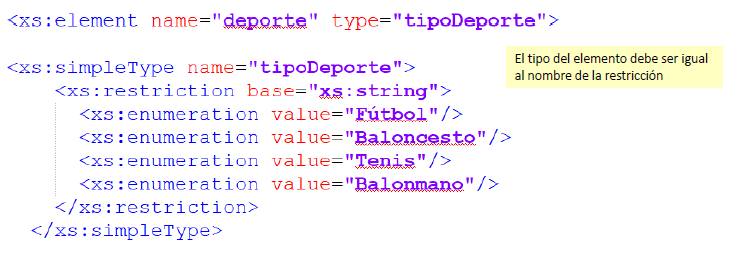 <xs:element name="deporte" type="tipoDeporte">
El tipo del elemento debe ser igual
al nombre de la restricción
<xs:simpleType name="tipoDeporte">
<xs:restriction base="xs:string">
<xs:enumeration value="Fútbol"/>
<xs:enumeration value="Baloncesto"/>
<xs:enumeration value="Tenis"/>
<xs:enumeration value="Balonmano"/>
</xs:restriction>
</xs:simpleType>